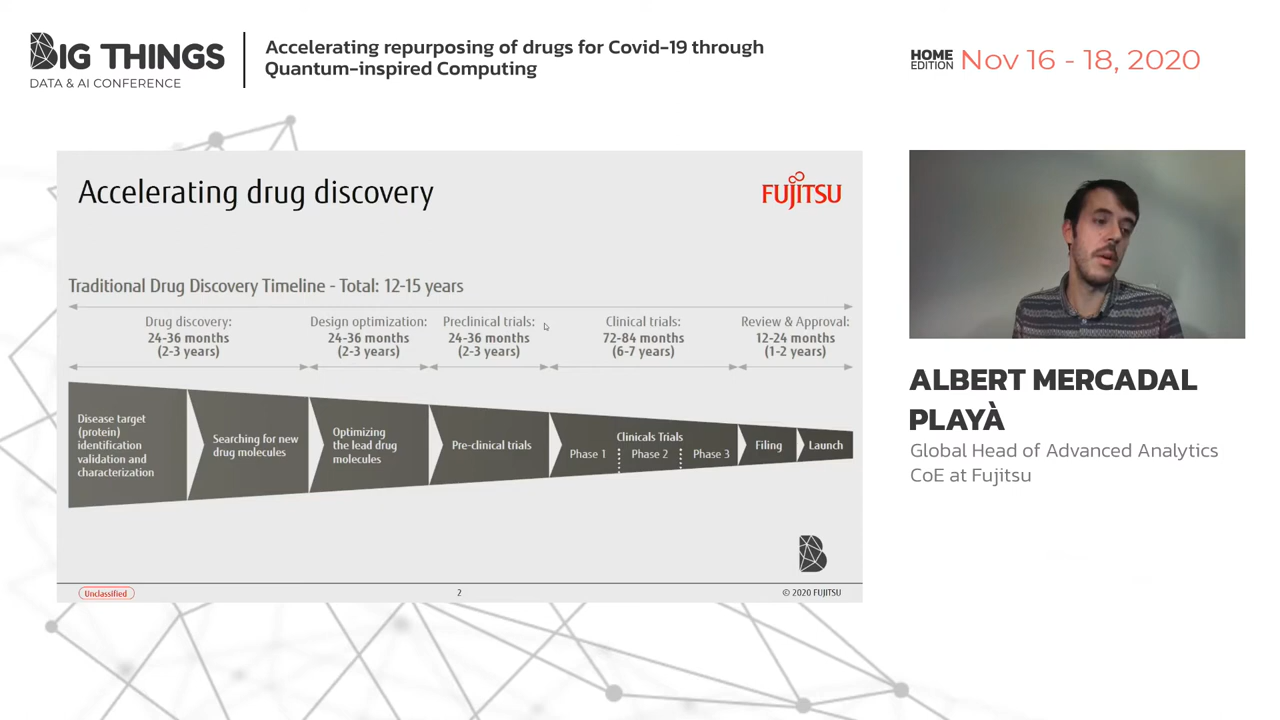 BIG THINGS
DATA & AI CONFERENCE
Accelerating repurposing of drugs for Covid-19 through
Quantum-inspired Computing
HOME
EDITION
Nov 16 - 18, 2020
Accelerating drug discovery
FUJITSU
Traditional Drug Discovery Timeline - Total: 12-15 years
Drug discovery:
24-36 months
(2-3 years)
Design optimization:
24-36 months
(2-3 years)
Preclinical trials:
24-36 months
(2-3 years)
Clinical trials:
72-84 months
(6-7 years)
Review & Approval:
12-24 months
(1-2 years)
Disease target
(protein)
identification
validation and
characterization
Searching for new
drug molecules
Optimizing
the lead drug
molecules
Pre-clinical trials
Clinicals Trials
Phase 1
Phase 2
Phase 3
Filing
Launch
B
Unclassified
2
© 2020 FUJITSU
ALBERT MERCADAL
PLAYÀ
Global Head of Advanced Analytics
CoE at Fujitsu